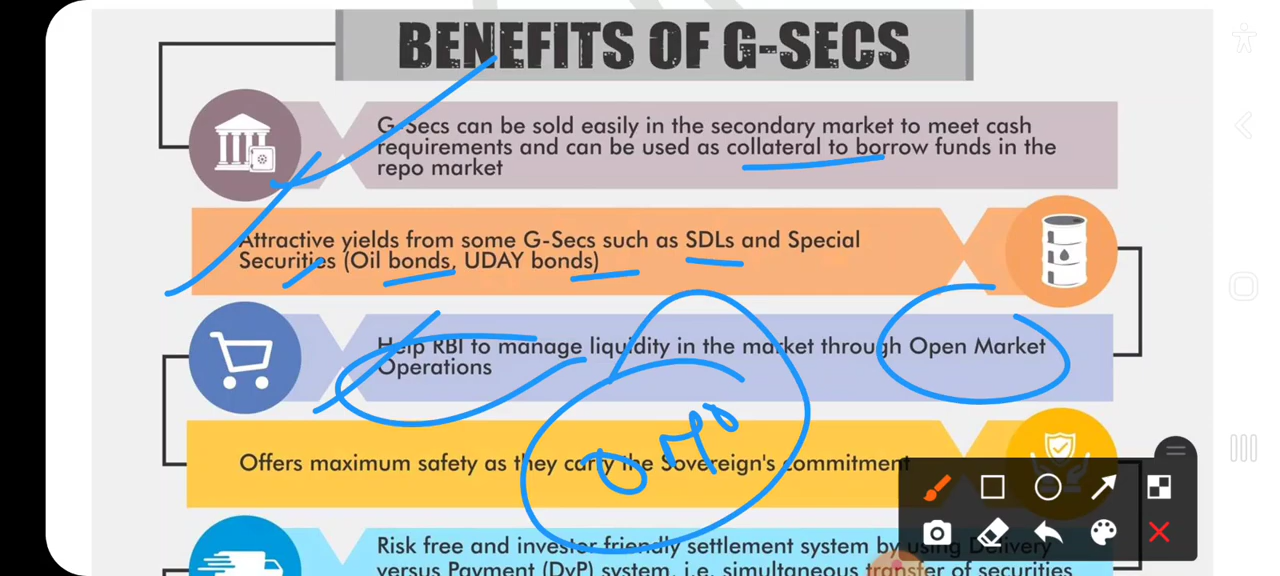 BENEFITS OF G-SECS
G-Secs can be sold easily in the secondary market to meet cash
requirements and can be used as collateral to borrow funds in the
repo market
Attractive yields from some G-Secs such as SDLs and Special
Securities (Oil bonds, UDAY bonds)
Help RBI to manage liquidity in the market through Open Market
Operations
Offers maximum safety as they carry the Sovereign's commitment
Risk free and investor friendly settlement system by using Delivery
versus Payment (DvP) system, i.e. simultaneous transfer of securities